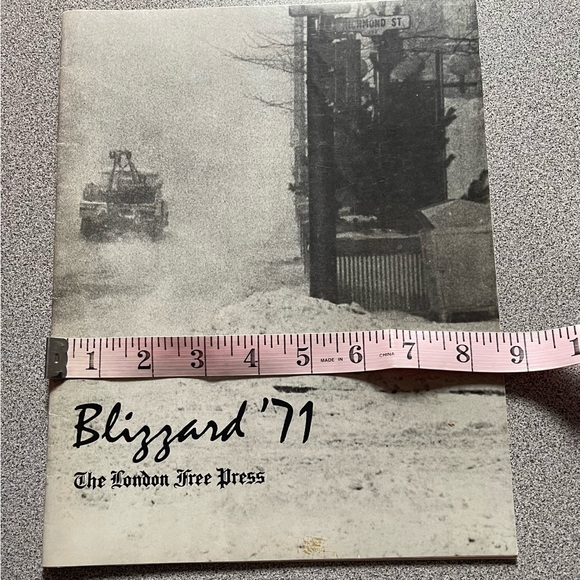 RICHMOND ST.
1 2 3 4 5 MADE IN 6 CHINA 7 8 9 1
Blizzard '71
The London Free Press